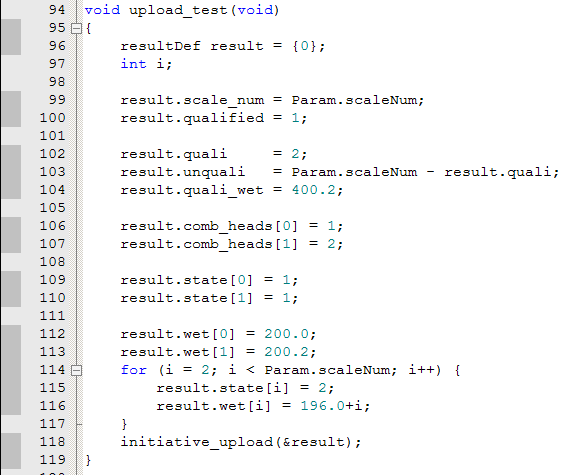 94 void upload_test(void)
95 {
96     resultDef result = {0};
97     int i;
98
99     result.scale_num = Param.scaleNum;
100     result.qualified = 1;
101
102     result.quali     = 2;
103     result.unquali   = Param.scaleNum - result.quali;
104     result.quali_wet = 400.2;
105
106     result.comb_heads[0] = 1;
107     result.comb_heads[1] = 2;
108
109     result.state[0] = 1;
110     result.state[1] = 1;
111
112     result.wet[0] = 200.0;
113     result.wet[1] = 200.2;
114     for (i = 2; i < Param.scaleNum; i++) {
115         result.state[i] = 2;
116         result.wet[i] = 196.0+i;
117     }
118     initiative_upload(&result);
119 }